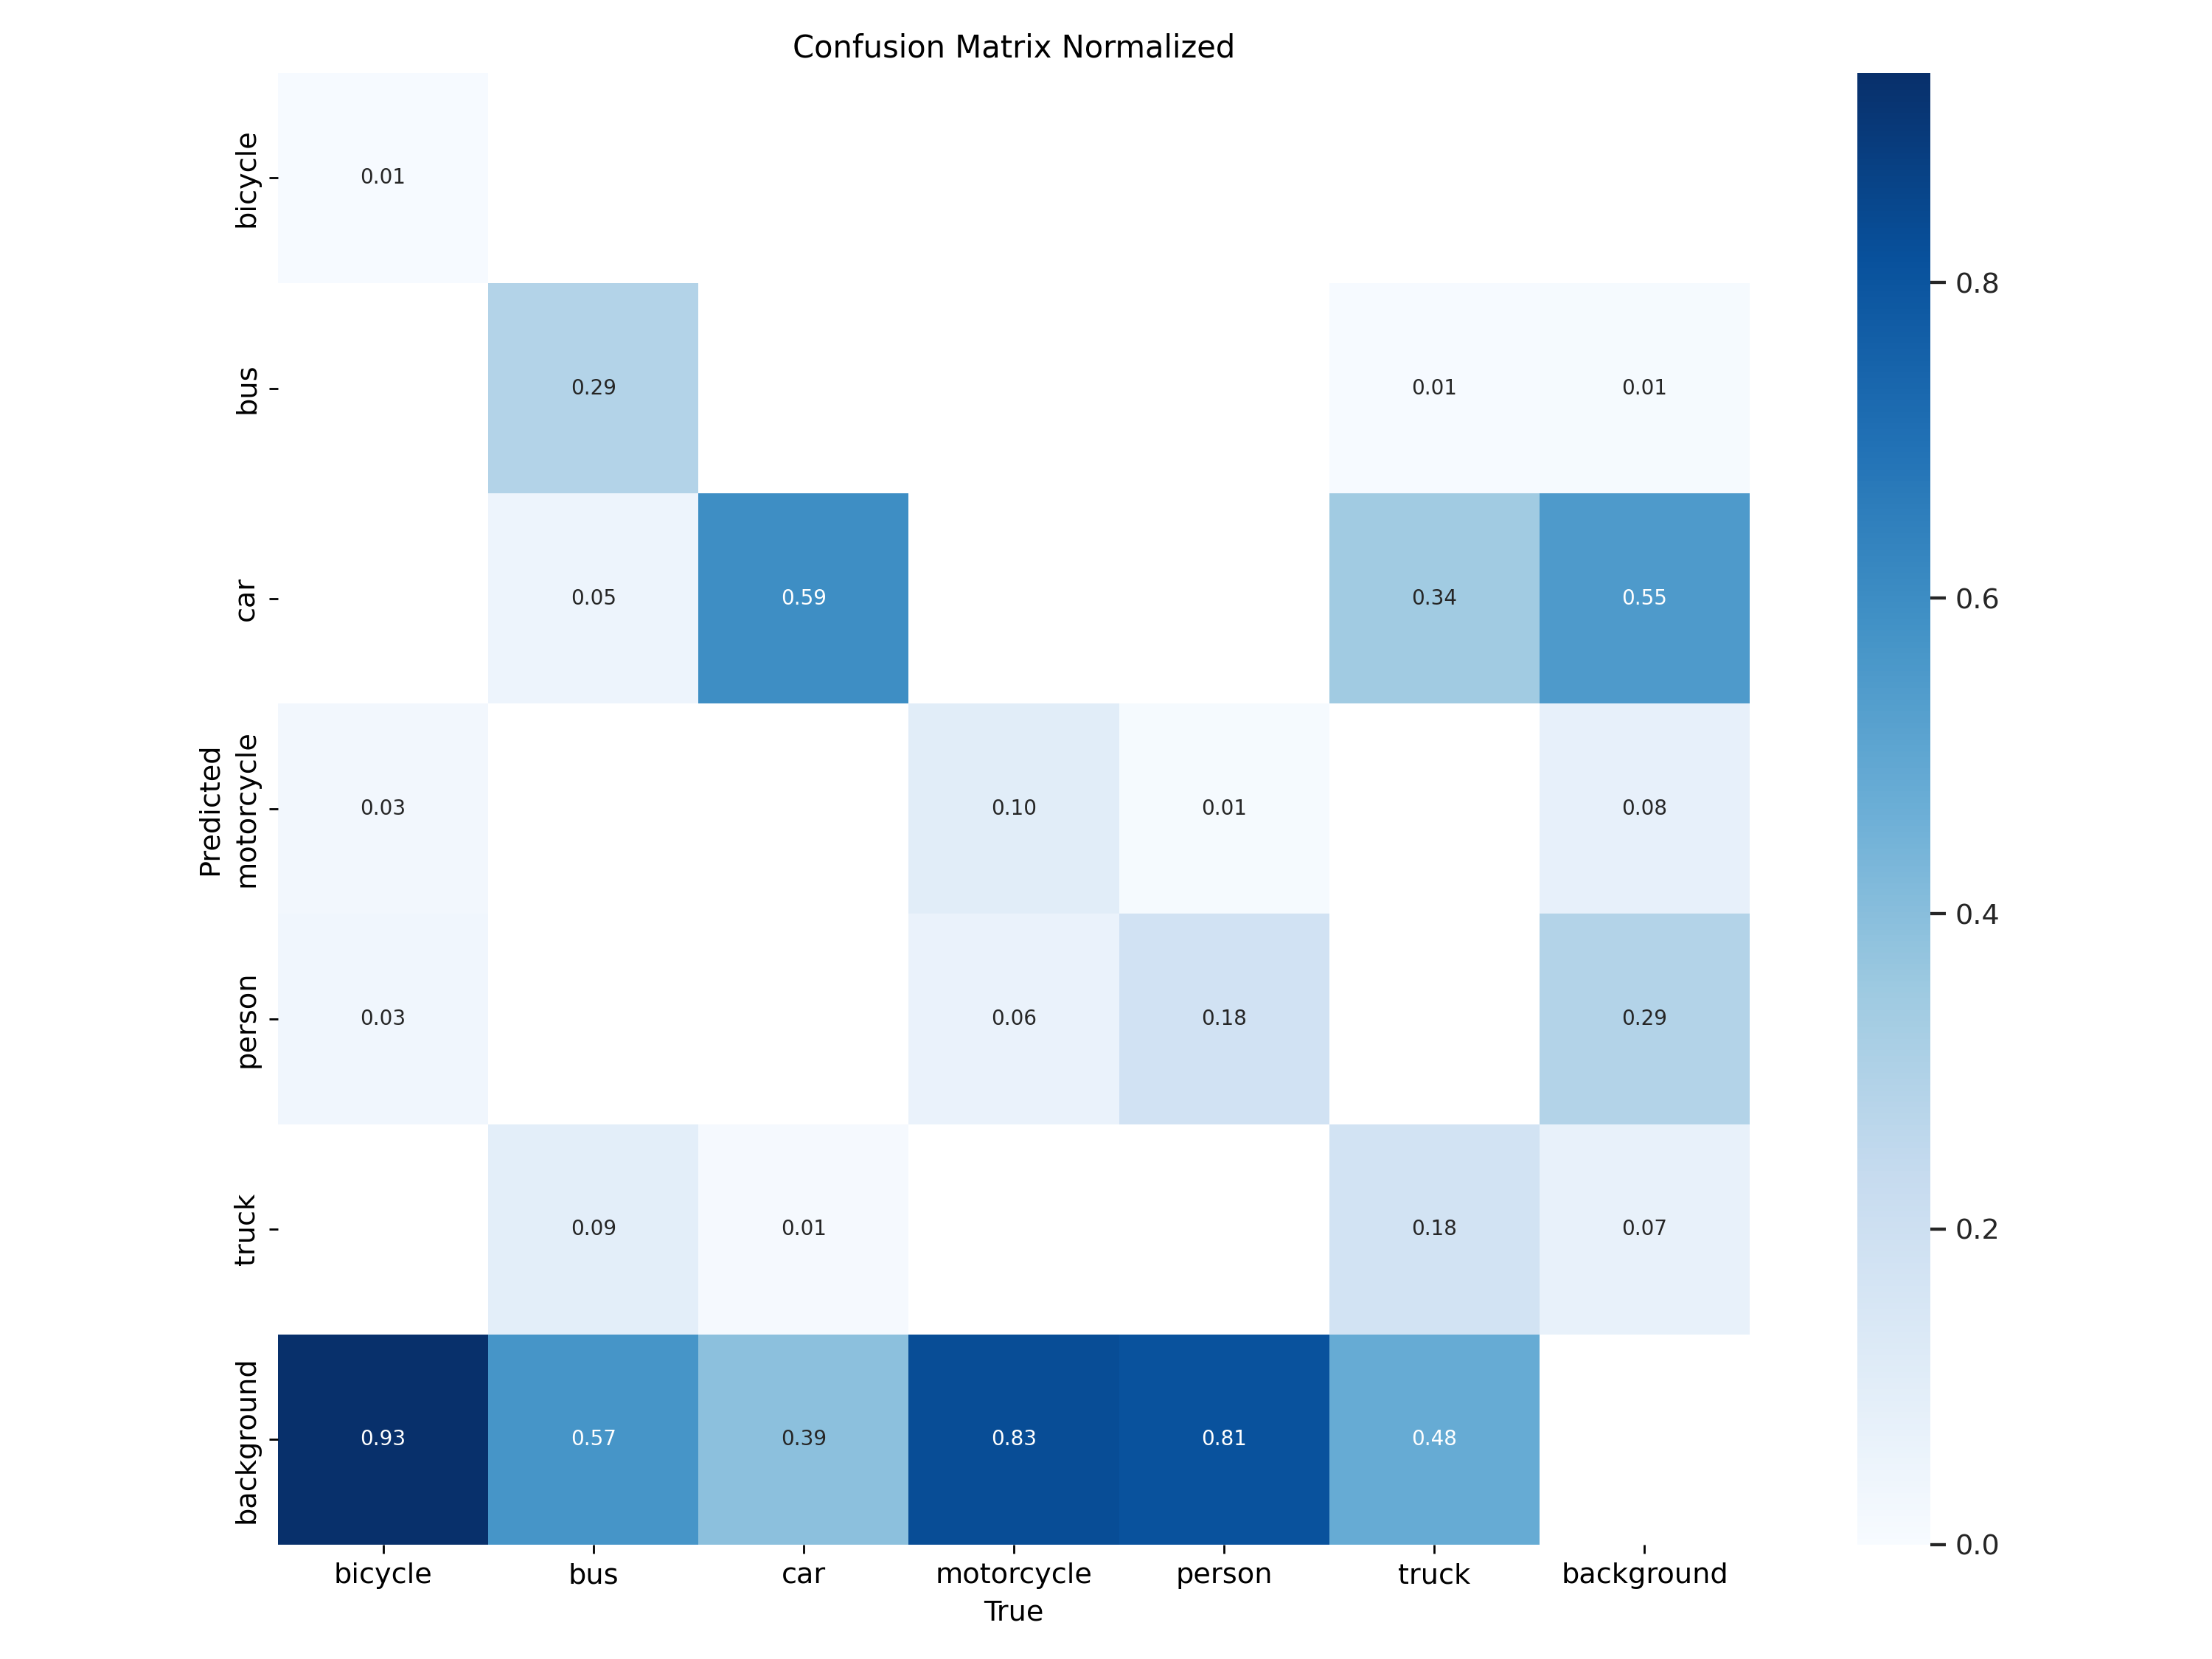 Confusion Matrix Normalized
bicycle
0.01
bus
0.29
0.01
0.01
0.8
car
0.05
0.59
0.34
0.55
0.6
Predicted
motorcycle
0.03
0.10
0.01
0.08
0.4
person
0.03
0.06
0.18
0.29
truck
0.09
0.01
0.18
0.07
0.2
background
0.93
0.57
0.39
0.83
0.81
0.48
0.0
bicycle
bus
car
motorcycle
person
truck
background
True